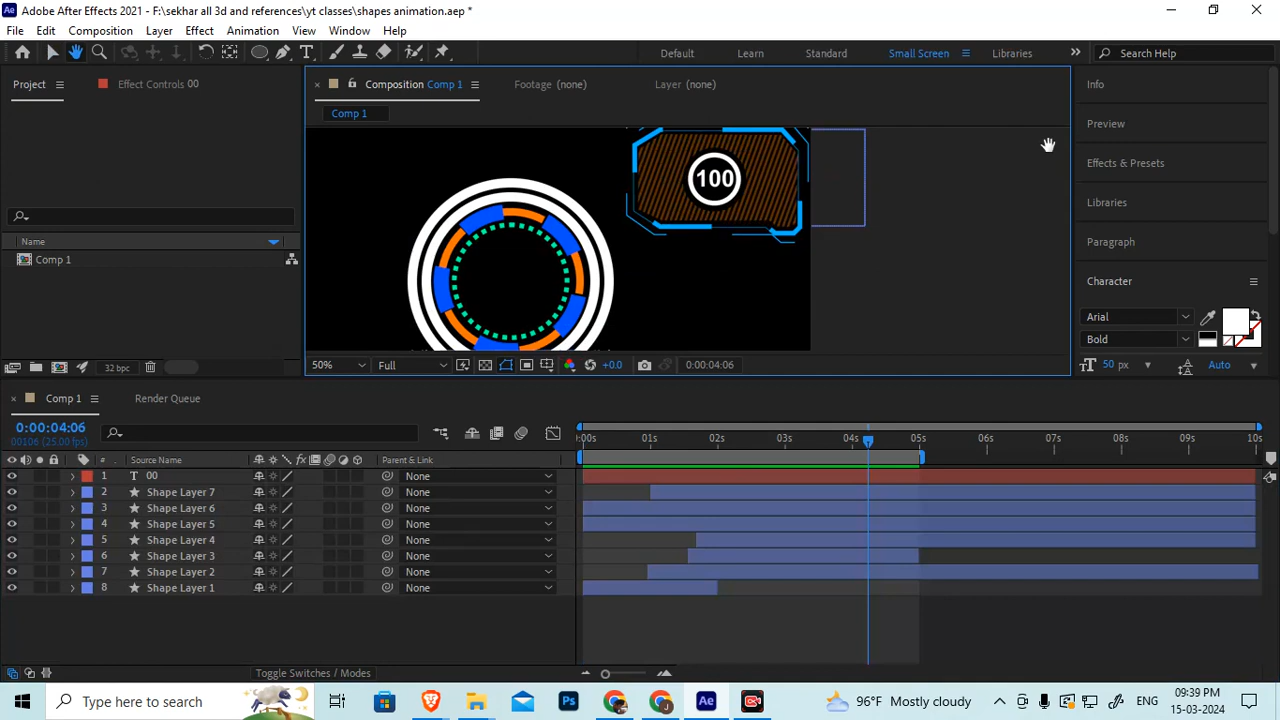 Adobe After Effects 2021 - F:\sekhar all 3d and references\yt classes\shapes animation.aep *
File Edit Composition Layer Effect Animation View Window Help
Default Learn Standard Small Screen Libraries Search Help
Project Effect Controls 00
Composition Comp 1 Footage (none) Layer (none)
Comp 1
100
Info
Preview
Effects & Presets
Libraries
Paragraph
Character
Arial
Bold
50 px Auto
Name
Comp 1
32 bpc
50% Full +0.0 0:00:04:06
Comp 1 Render Queue
0:00:04:06
00106 (25.00 fps)
:00s 01s 02s 03s 04s 05s 06s 07s 08s 09s 10s
# Source Name Parent & Link
1 T 00 None
2 Shape Layer 7 None
3 Shape Layer 6 None
4 Shape Layer 5 None
5 Shape Layer 4 None
6 Shape Layer 3 None
7 Shape Layer 2 None
8 Shape Layer 1 None
Toggle Switches / Modes
Type here to search
96°F Mostly cloudy
ENG
09:39 PM
15-03-2024